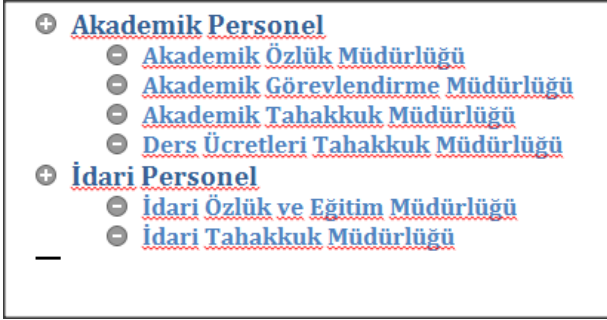 Akademik Personel
Akademik Özlük Müdürlüğü
Akademik Görevlendirme Müdürlüğü
Akademik Tahakkuk Müdürlüğü
Ders Ücretleri Tahakkuk Müdürlüğü
İdari Personel
İdari Özlük ve Eğitim Müdürlüğü
İdari Tahakkuk Müdürlüğü